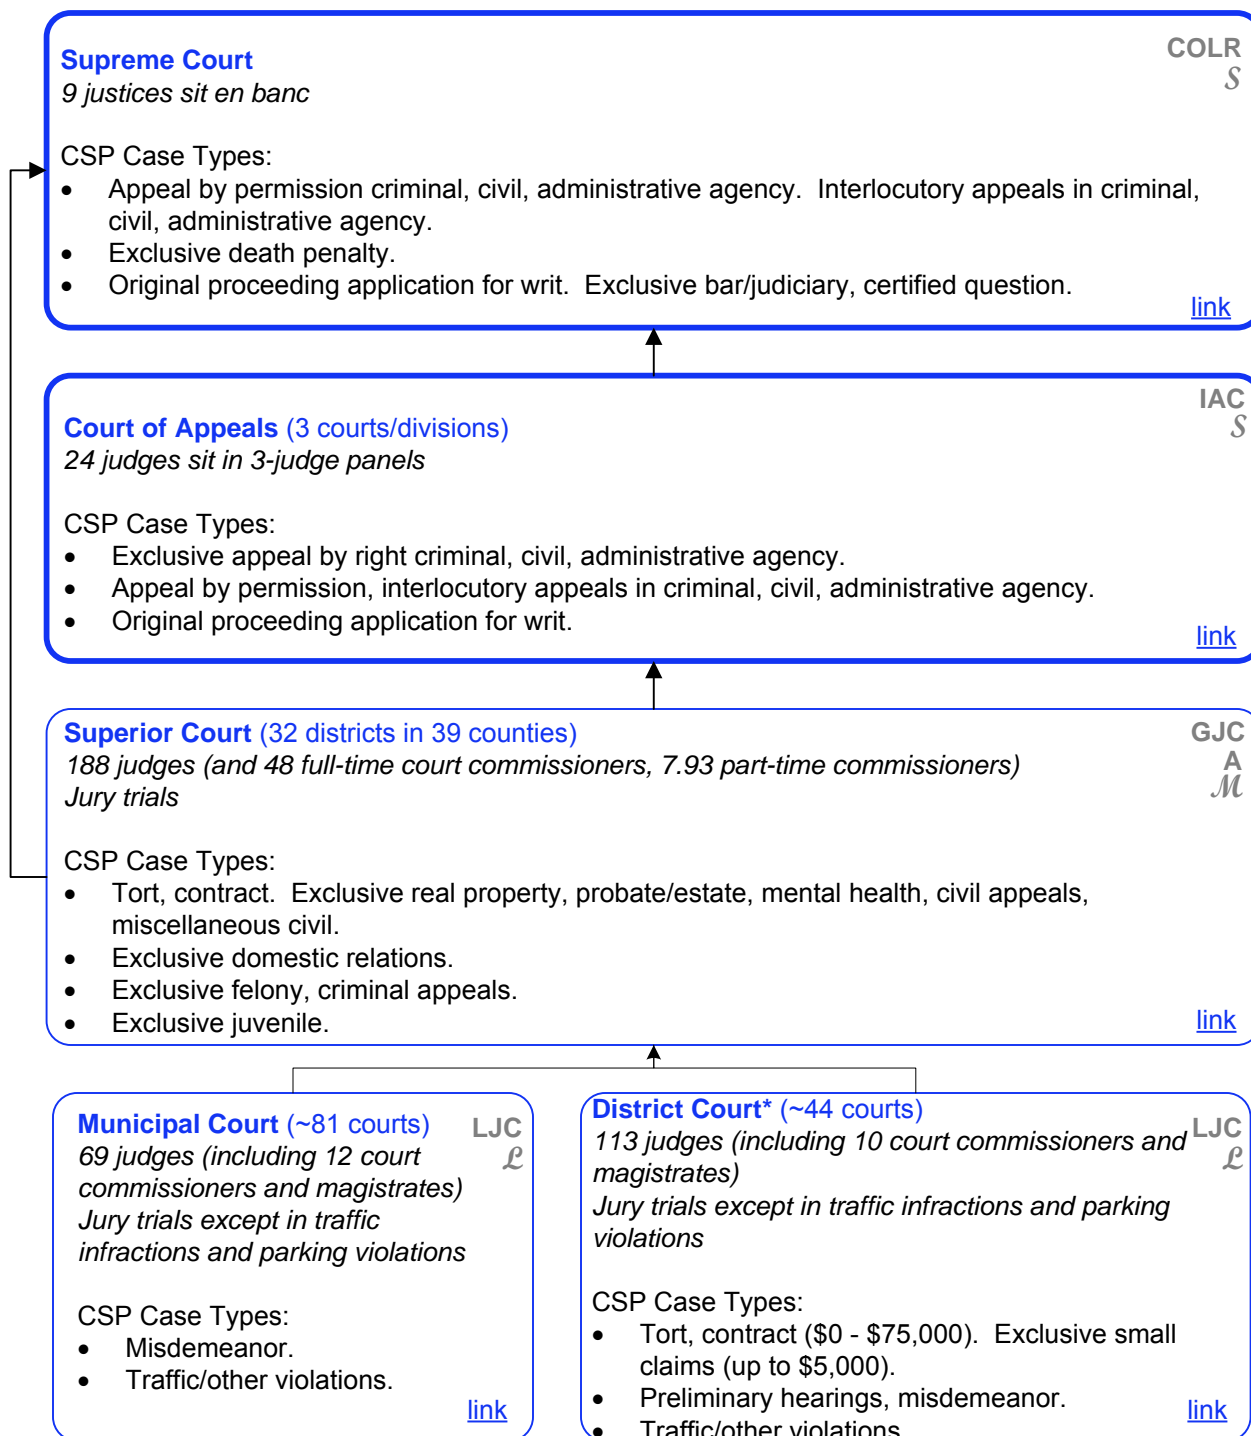 Supreme Court
COLR
9 justices sit en banc
S
CSP Case Types:
• Appeal by permission criminal, civil, administrative agency.  Interlocutory appeals in criminal,
civil, administrative agency.
• Exclusive death penalty.
• Original proceeding application for writ.  Exclusive bar/judiciary, certified question.
link
IAC
Court of Appeals (3 courts/divisions)
S
24 judges sit in 3-judge panels
CSP Case Types:
• Exclusive appeal by right criminal, civil, administrative agency.
• Appeal by permission, interlocutory appeals in criminal, civil, administrative agency.
• Original proceeding application for writ.
link
Superior Court (32 districts in 39 counties)
GJC
188 judges (and 48 full-time court commissioners, 7.93 part-time commissioners)
A
Jury trials
M
CSP Case Types:
• Tort, contract.  Exclusive real property, probate/estate, mental health, civil appeals,
miscellaneous civil.
• Exclusive domestic relations.
• Exclusive felony, criminal appeals.
• Exclusive juvenile.
link
Municipal Court (~81 courts)
LJC
69 judges (including 12 court
L
commissioners and magistrates)
Jury trials except in traffic
infractions and parking violations
CSP Case Types:
• Misdemeanor.
• Traffic/other violations.
link
District Court* (~44 courts)
LJC
113 judges (including 10 court commissioners and
L
magistrates)
Jury trials except in traffic infractions and parking
violations
CSP Case Types:
• Tort, contract ($0 - $75,000).  Exclusive small
claims (up to $5,000).
• Preliminary hearings, misdemeanor.
• Traffic/other violations
link